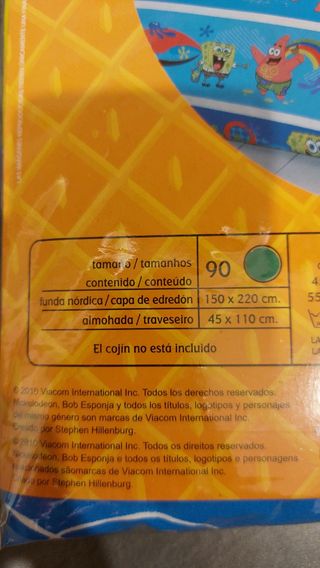 tamaño / tamanhos
contenido / conteúdo
90
funda nórdica / capa de edredón
150 x 220 cm.
almohada / traveseiro
45 x 110 cm.
El cojín no está incluido
© 2010 Viacom International Inc. Todos los derechos reservados.
Nickelodeon, Bob Esponja y todos los títulos, logotipos y personajes
del mismo género son marcas de Viacom International Inc.
Creado por Stephen Hillenburg.
©2010 Viacom International Inc. Todos os direitos reservados.
Nickelodeon, Bob Esponja e todos os títulos, logotipos e personagens
relacionados sãomarcas de Viacom International Inc.
Criado por Stephen Hillenburg.